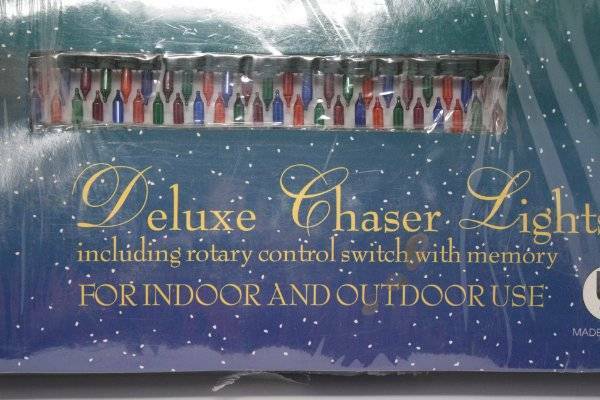 Deluxe Chaser Lights
including rotary control switch, with memory
FOR INDOOR AND OUTDOOR USE
MADE